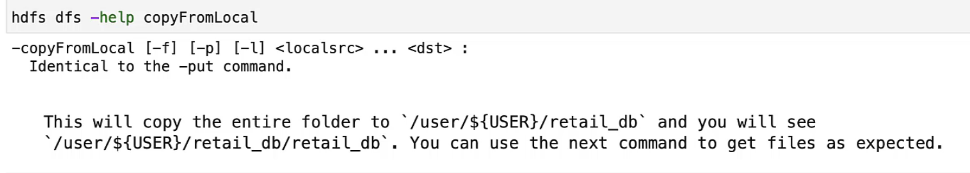 hdfs dfs -help copyFromLocal
-copyFromLocal [-f] [-p] [-l] <localsrc> ... <dst> :
Identical to the -put command.
This will copy the entire folder to `/user/${USER}/retail_db` and you will see
`/user/${USER}/retail_db/retail_db`. You can use the next command to get files as expected.